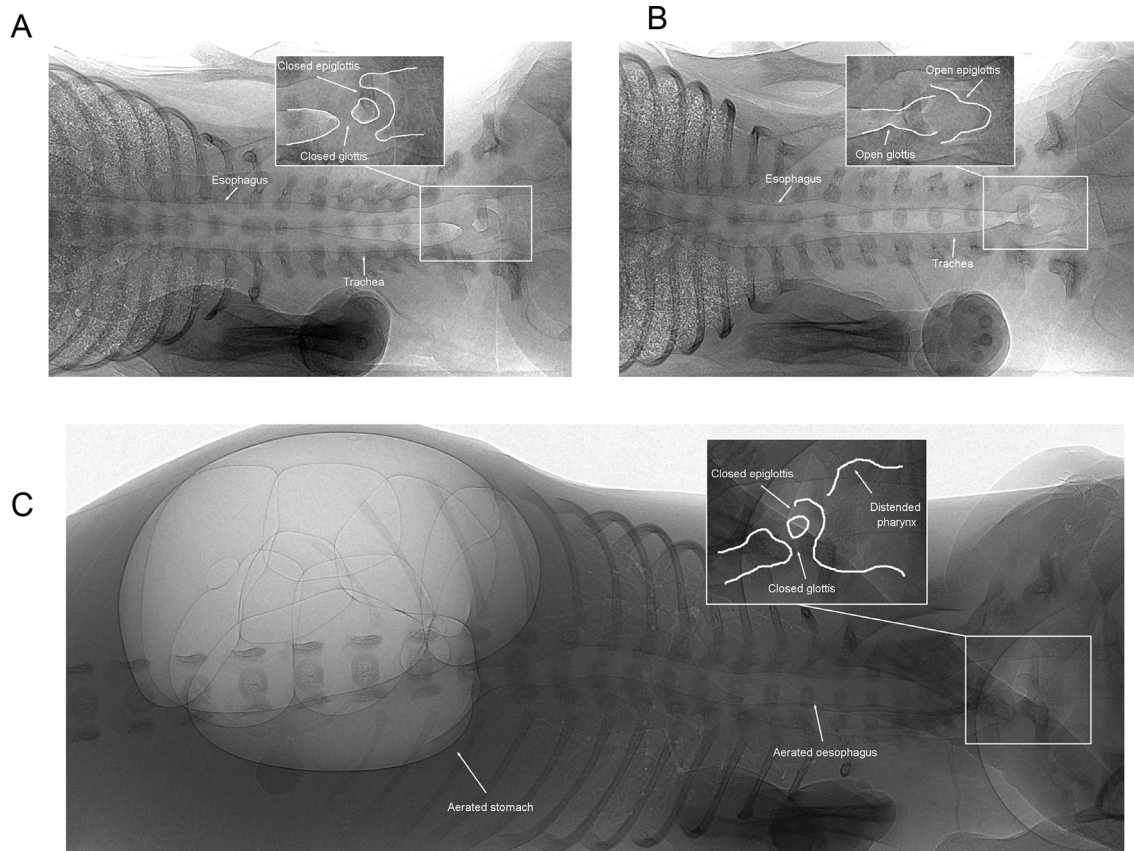 A
Closed epiglottis
Closed glottis
Esophagus
Trachea
B
Open epiglottis
Open glottis
Esophagus
Trachea
C
Closed epiglottis
Distended
pharynx
Closed glottis
Aerated oesophagus
Aerated stomach